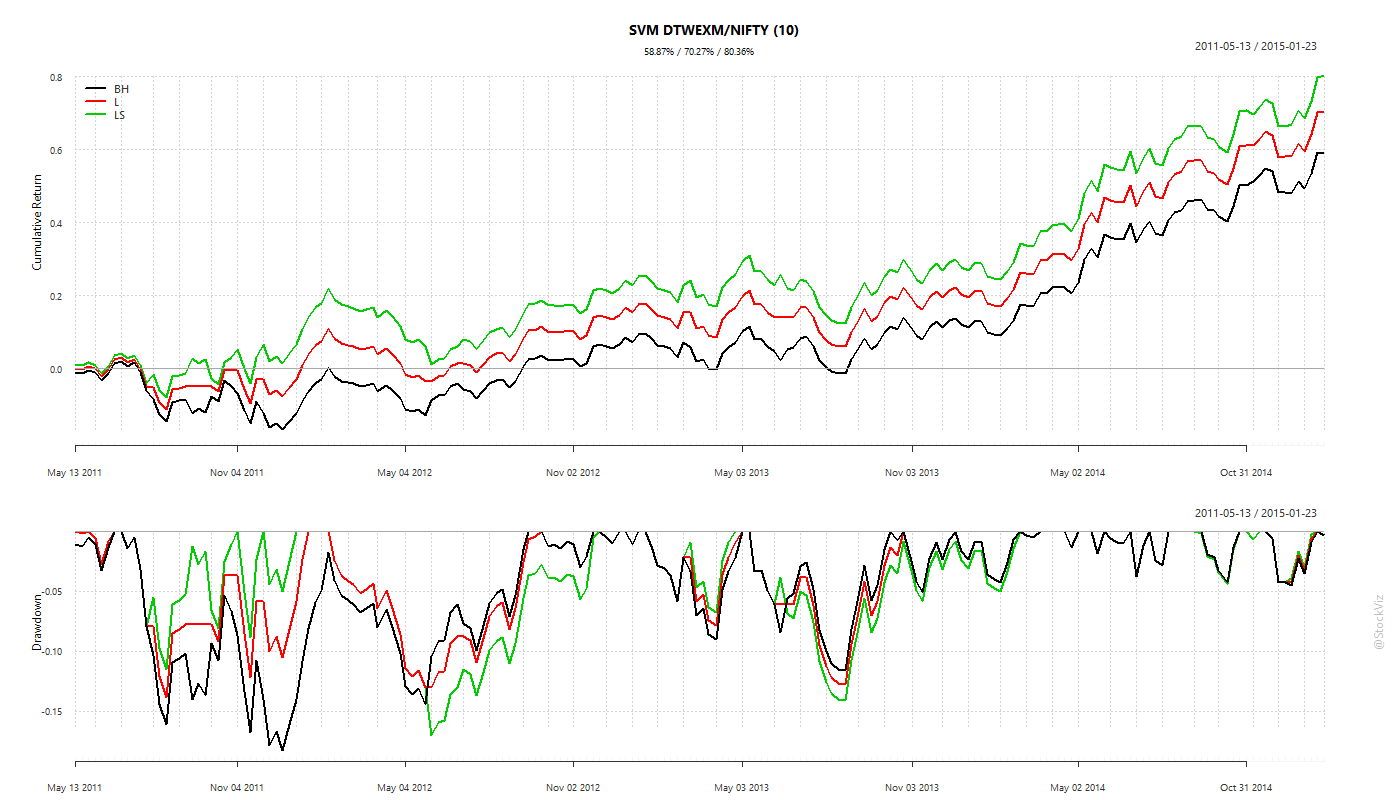 SVM DTWEXM/NIFTY (10)
58.87% / 70.27% / 80.36%
2011-05-13 / 2015-01-23
BH
L
LS
Cumulative Return
0.8
0.6
0.4
0.2
0.0
May 13 2011 Nov 04 2011 May 04 2012 Nov 02 2012 May 03 2013 Nov 03 2013 May 02 2014 Oct 31 2014
2011-05-13 / 2015-01-23
Drawdown
-0.05
-0.10
-0.15
May 13 2011 Nov 04 2011 May 04 2012 Nov 02 2012 May 03 2013 Nov 03 2013 May 02 2014 Oct 31 2014
@StockViz